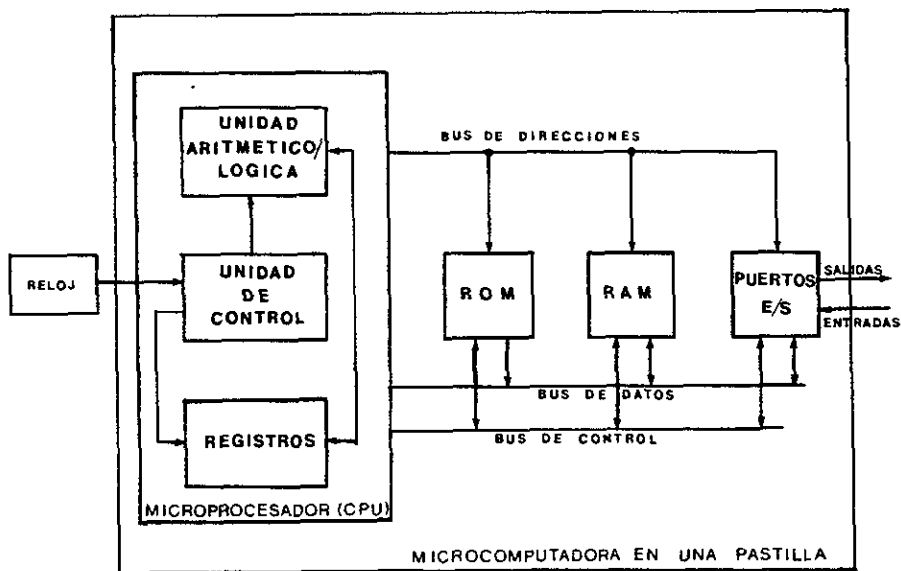 UNIDAD
ARITMETICO/
LOGICA
BUS DE DIRECCIONES
RELOJ
UNIDAD
DE
CONTROL
ROM
RAM
PUERTOS
E/S
SALIDAS
ENTRADAS
BUS DE DATOS
BUS DE CONTROL
REGISTROS
MICROPROCESADOR (CPU)
MICROCOMPUTADORA EN UNA PASTILLA